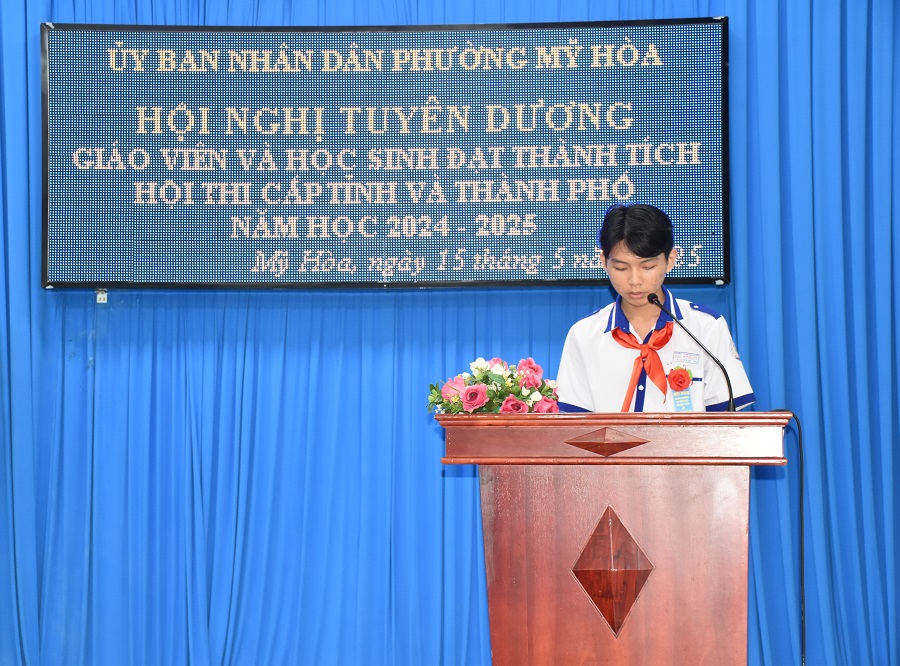 ỦY BAN NHÂN DÂN PHƯỜNG MỸ HÒA
HỘI NGHỊ TUYÊN DƯƠNG
GIÁO VIÊN VÀ HỌC SINH ĐẠT THÀNH TÍCH
HỘI THI CẤP TỈNH VÀ THÀNH PHỐ
NĂM HỌC 2024 - 2025
Mỹ Hòa, ngày 15 tháng 5